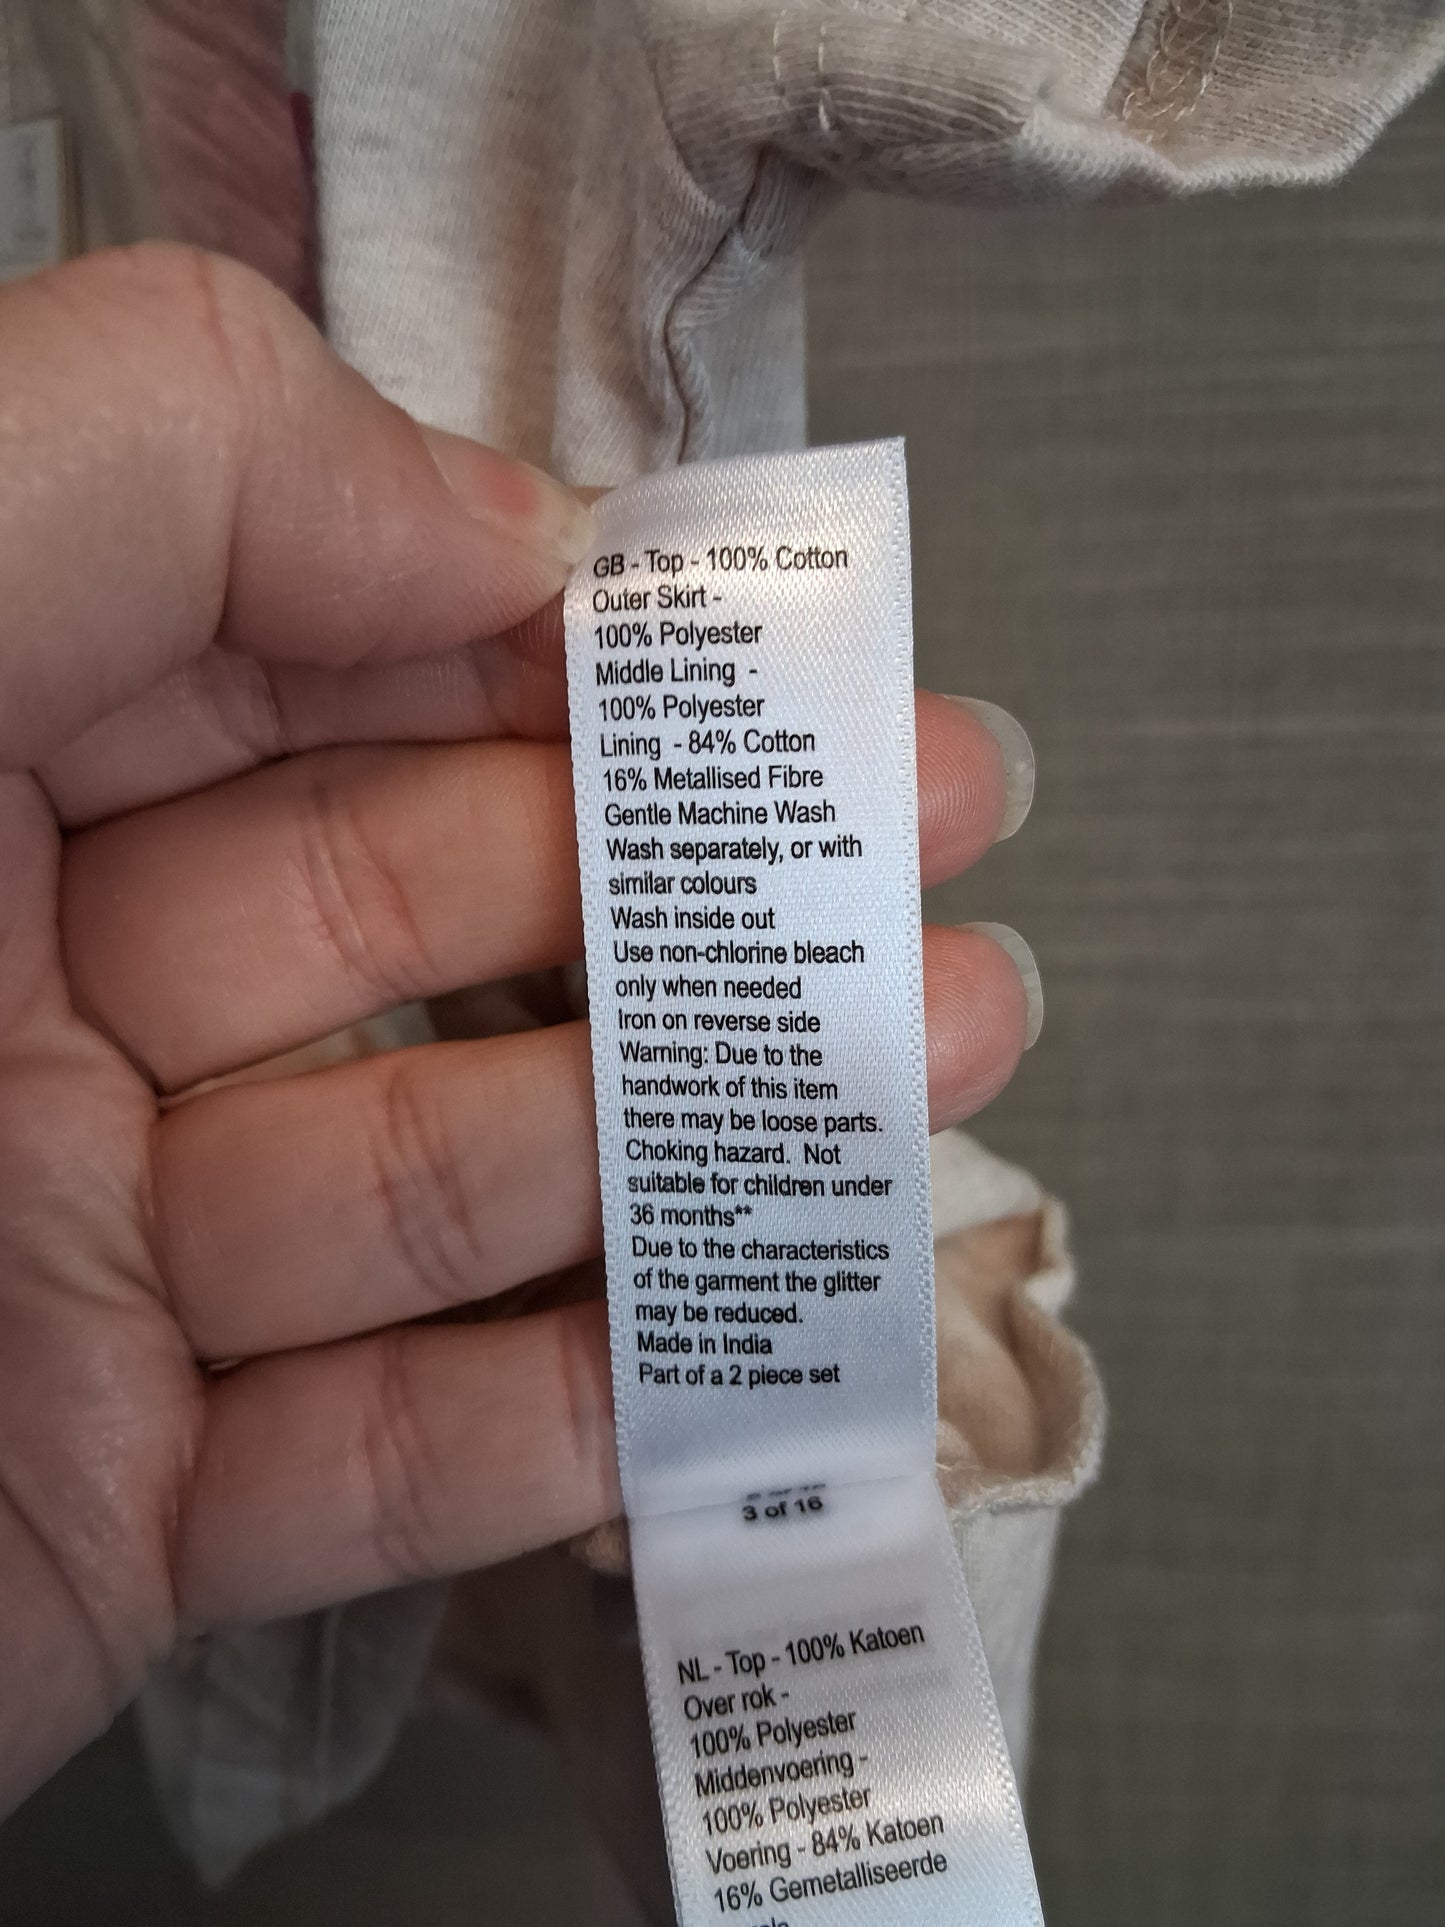 GB - Top - 100% Cotton
Outer Skirt -
100% Polyester
Middle Lining -
100% Polyester
Lining - 84% Cotton
16% Metallised Fibre
Gentle Machine Wash
Wash separately, or with
similar colours
Wash inside out
Use non-chlorine bleach
only when needed
Iron on reverse side
Warning: Due to the
handwork of this item
there may be loose parts.
Choking hazard. Not
suitable for children under
36 months**
Due to the characteristics
of the garment the glitter
may be reduced.
Made in India
Part of a 2 piece set
3 of 16
NL - Top - 100% Katoen
Over rok -
100% Polyester
Middenvoering -
100% Polyester
Voering - 84% Katoen
16% Gemetalliseerde